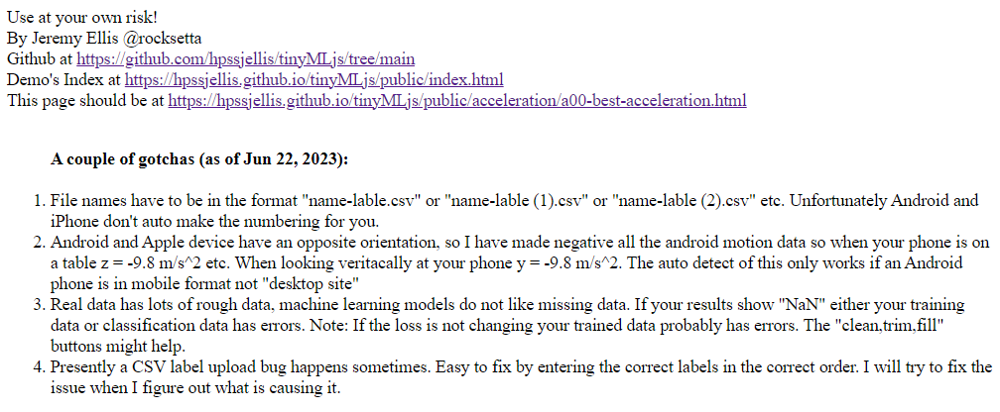 Use at your own risk!
By Jeremy Ellis @rocksetta
Github at https://github.com/hpssjellis/tinyMLjs/tree/main
Demo's Index at https://hpssjellis.github.io/tinyMLjs/public/index.html
This page should be at https://hpssjellis.github.io/tinyMLjs/public/acceleration/a00-best-acceleration.html
A couple of gotchas (as of Jun 22, 2023):
1. File names have to be in the format "name-lable.csv" or "name-lable (1).csv" or "name-lable (2).csv" etc. Unfortunately Android and
iPhone don't auto make the numbering for you.
2. Android and Apple device have an opposite orientation, so I have made negative all the android motion data so when your phone is on
a table z = -9.8 m/s^2 etc. When looking veritacally at your phone y = -9.8 m/s^2. The auto detect of this only works if an Android
phone is in mobile format not "desktop site"
3. Real data has lots of rough data, machine learning models do not like missing data. If your results show "NaN" either your training
data or classification data has errors. Note: If the loss is not changing your trained data probably has errors. The "clean,trim,fill"
buttons might help.
4. Presently a CSV label upload bug happens sometimes. Easy to fix by entering the correct labels in the correct order. I will try to fix the
issue when I figure out what is causing it.